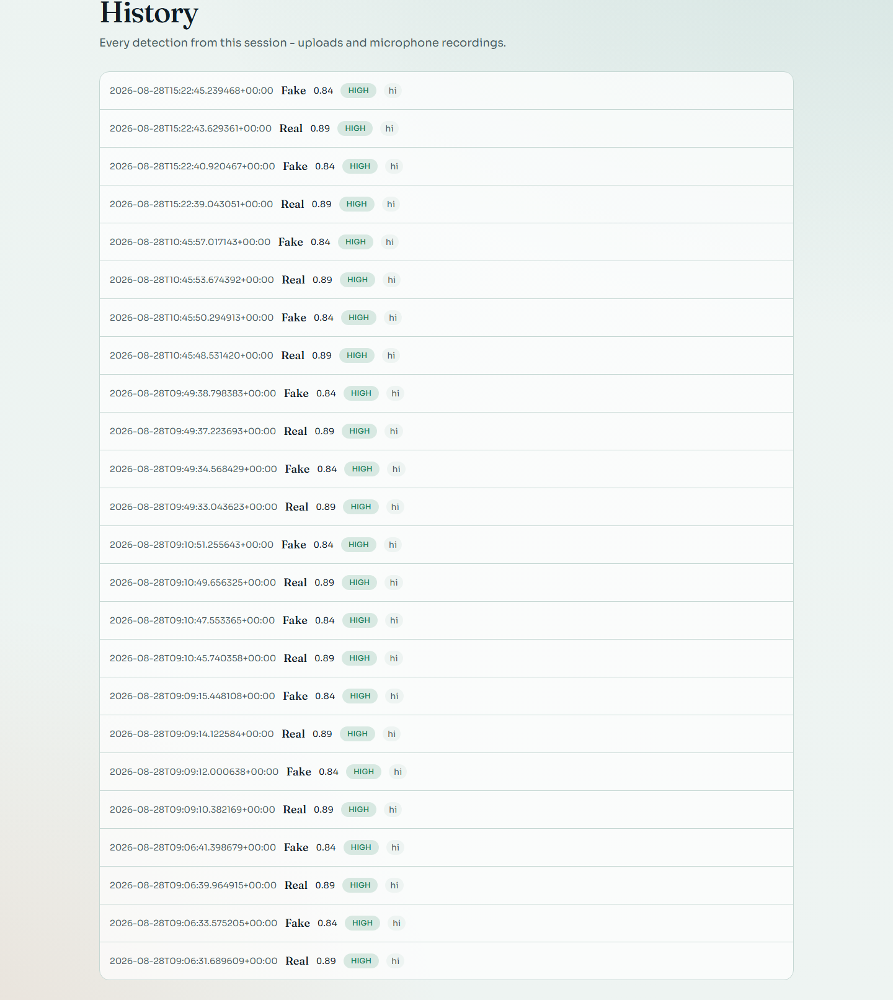 History
Every detection from this session - uploads and microphone recordings.
2026-08-28T15:22:45.239468+00:00 Fake 0.84 HIGH hi
2026-08-28T15:22:43.629361+00:00 Real 0.89 HIGH hi
2026-08-28T15:22:40.920467+00:00 Fake 0.84 HIGH hi
2026-08-28T15:22:39.043051+00:00 Real 0.89 HIGH hi
2026-08-28T10:45:57.017143+00:00 Fake 0.84 HIGH hi
2026-08-28T10:45:53.674392+00:00 Real 0.89 HIGH hi
2026-08-28T10:45:50.294913+00:00 Fake 0.84 HIGH hi
2026-08-28T10:45:48.531420+00:00 Real 0.89 HIGH hi
2026-08-28T09:49:38.798383+00:00 Fake 0.84 HIGH hi
2026-08-28T09:49:37.223693+00:00 Real 0.89 HIGH hi
2026-08-28T09:49:34.568429+00:00 Fake 0.84 HIGH hi
2026-08-28T09:49:33.043623+00:00 Real 0.89 HIGH hi
2026-08-28T09:10:51.255643+00:00 Fake 0.84 HIGH hi
2026-08-28T09:10:49.656325+00:00 Real 0.89 HIGH hi
2026-08-28T09:10:47.553365+00:00 Fake 0.84 HIGH hi
2026-08-28T09:10:45.740358+00:00 Real 0.89 HIGH hi
2026-08-28T09:09:15.448108+00:00 Fake 0.84 HIGH hi
2026-08-28T09:09:14.122584+00:00 Real 0.89 HIGH hi
2026-08-28T09:09:12.000638+00:00 Fake 0.84 HIGH hi
2026-08-28T09:09:10.382169+00:00 Real 0.89 HIGH hi
2026-08-28T09:06:41.398679+00:00 Fake 0.84 HIGH hi
2026-08-28T09:06:39.964915+00:00 Real 0.89 HIGH hi
2026-08-28T09:06:33.575205+00:00 Fake 0.84 HIGH hi
2026-08-28T09:06:31.689609+00:00 Real 0.89 HIGH hi